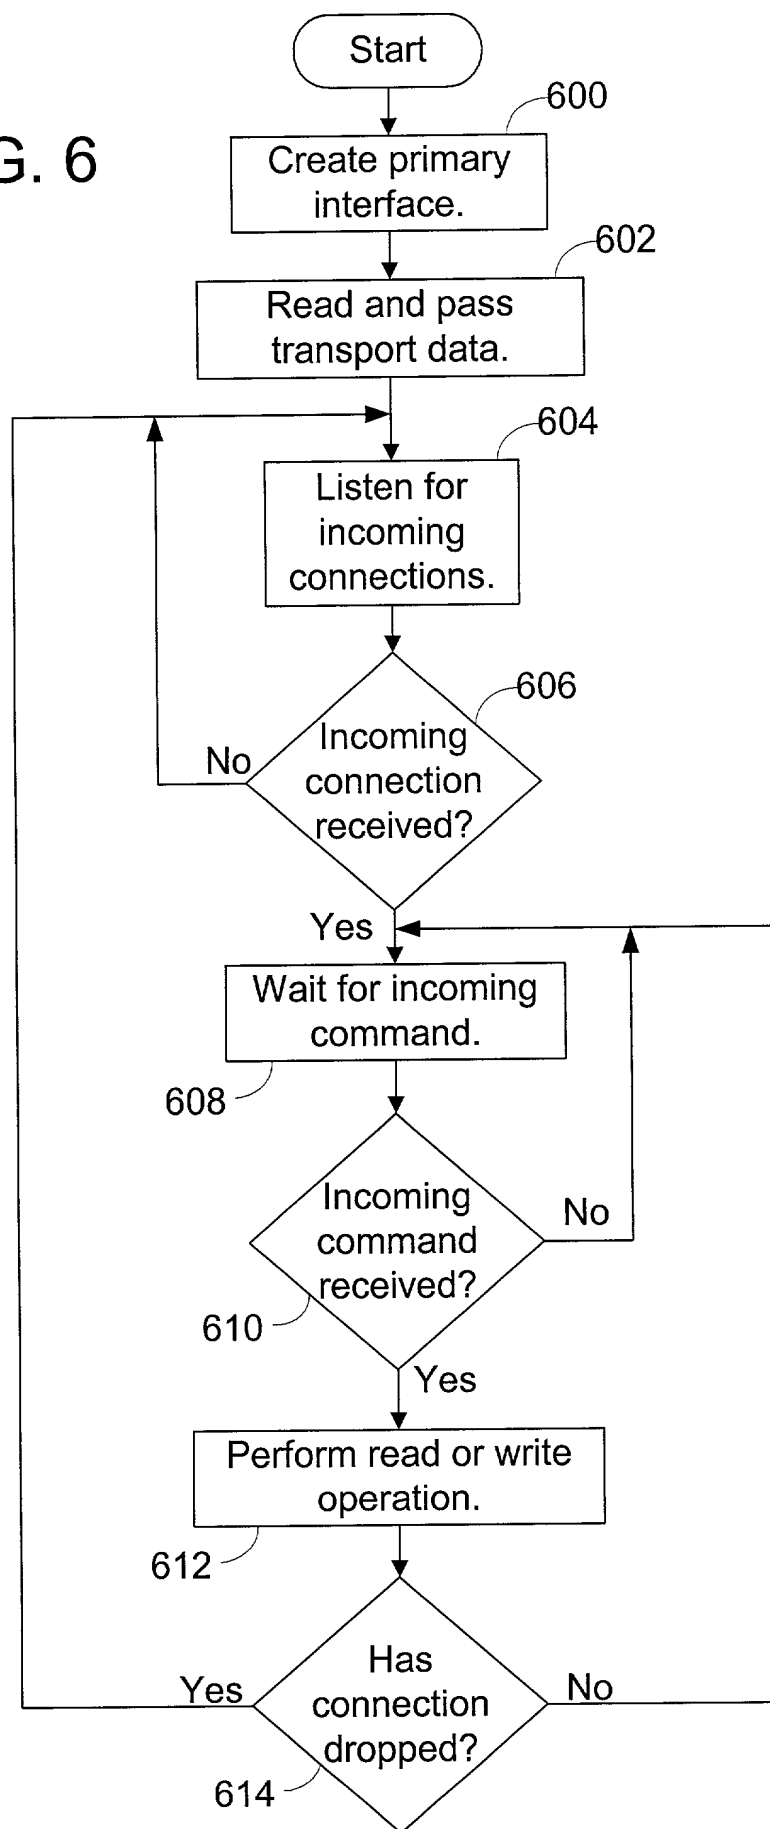 Start
600
G. 6
Create primary
interface.
602
Read and pass
transport data.
604
Listen for
incoming
connections.
606
Incoming
connection
received?
No
Yes
Wait for incoming
command.
608
Incoming
command
received?
No
610
Yes
Perform read or write
operation.
612
Has
connection
dropped?
Yes
No
614